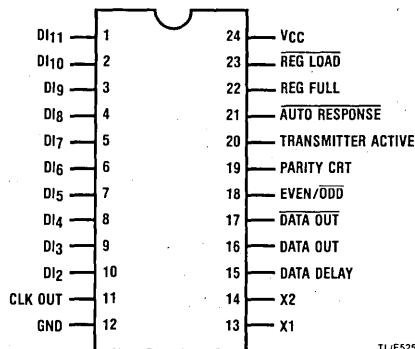 DI11 1 24 VCC
DI10 2 23 REG LOAD
DI9 3 22 REG FULL
DI8 4 21 AUTO RESPONSE
DI7 5 20 TRANSMITTER ACTIVE
DI6 6 19 PARITY CRT
DI5 7 18 EVEN/ODD
DI4 8 17 DATA OUT
DI3 9 16 DATA OUT
DI2 10 15 DATA DELAY
CLK OUT 11 14 X2
GND 12 13 X1